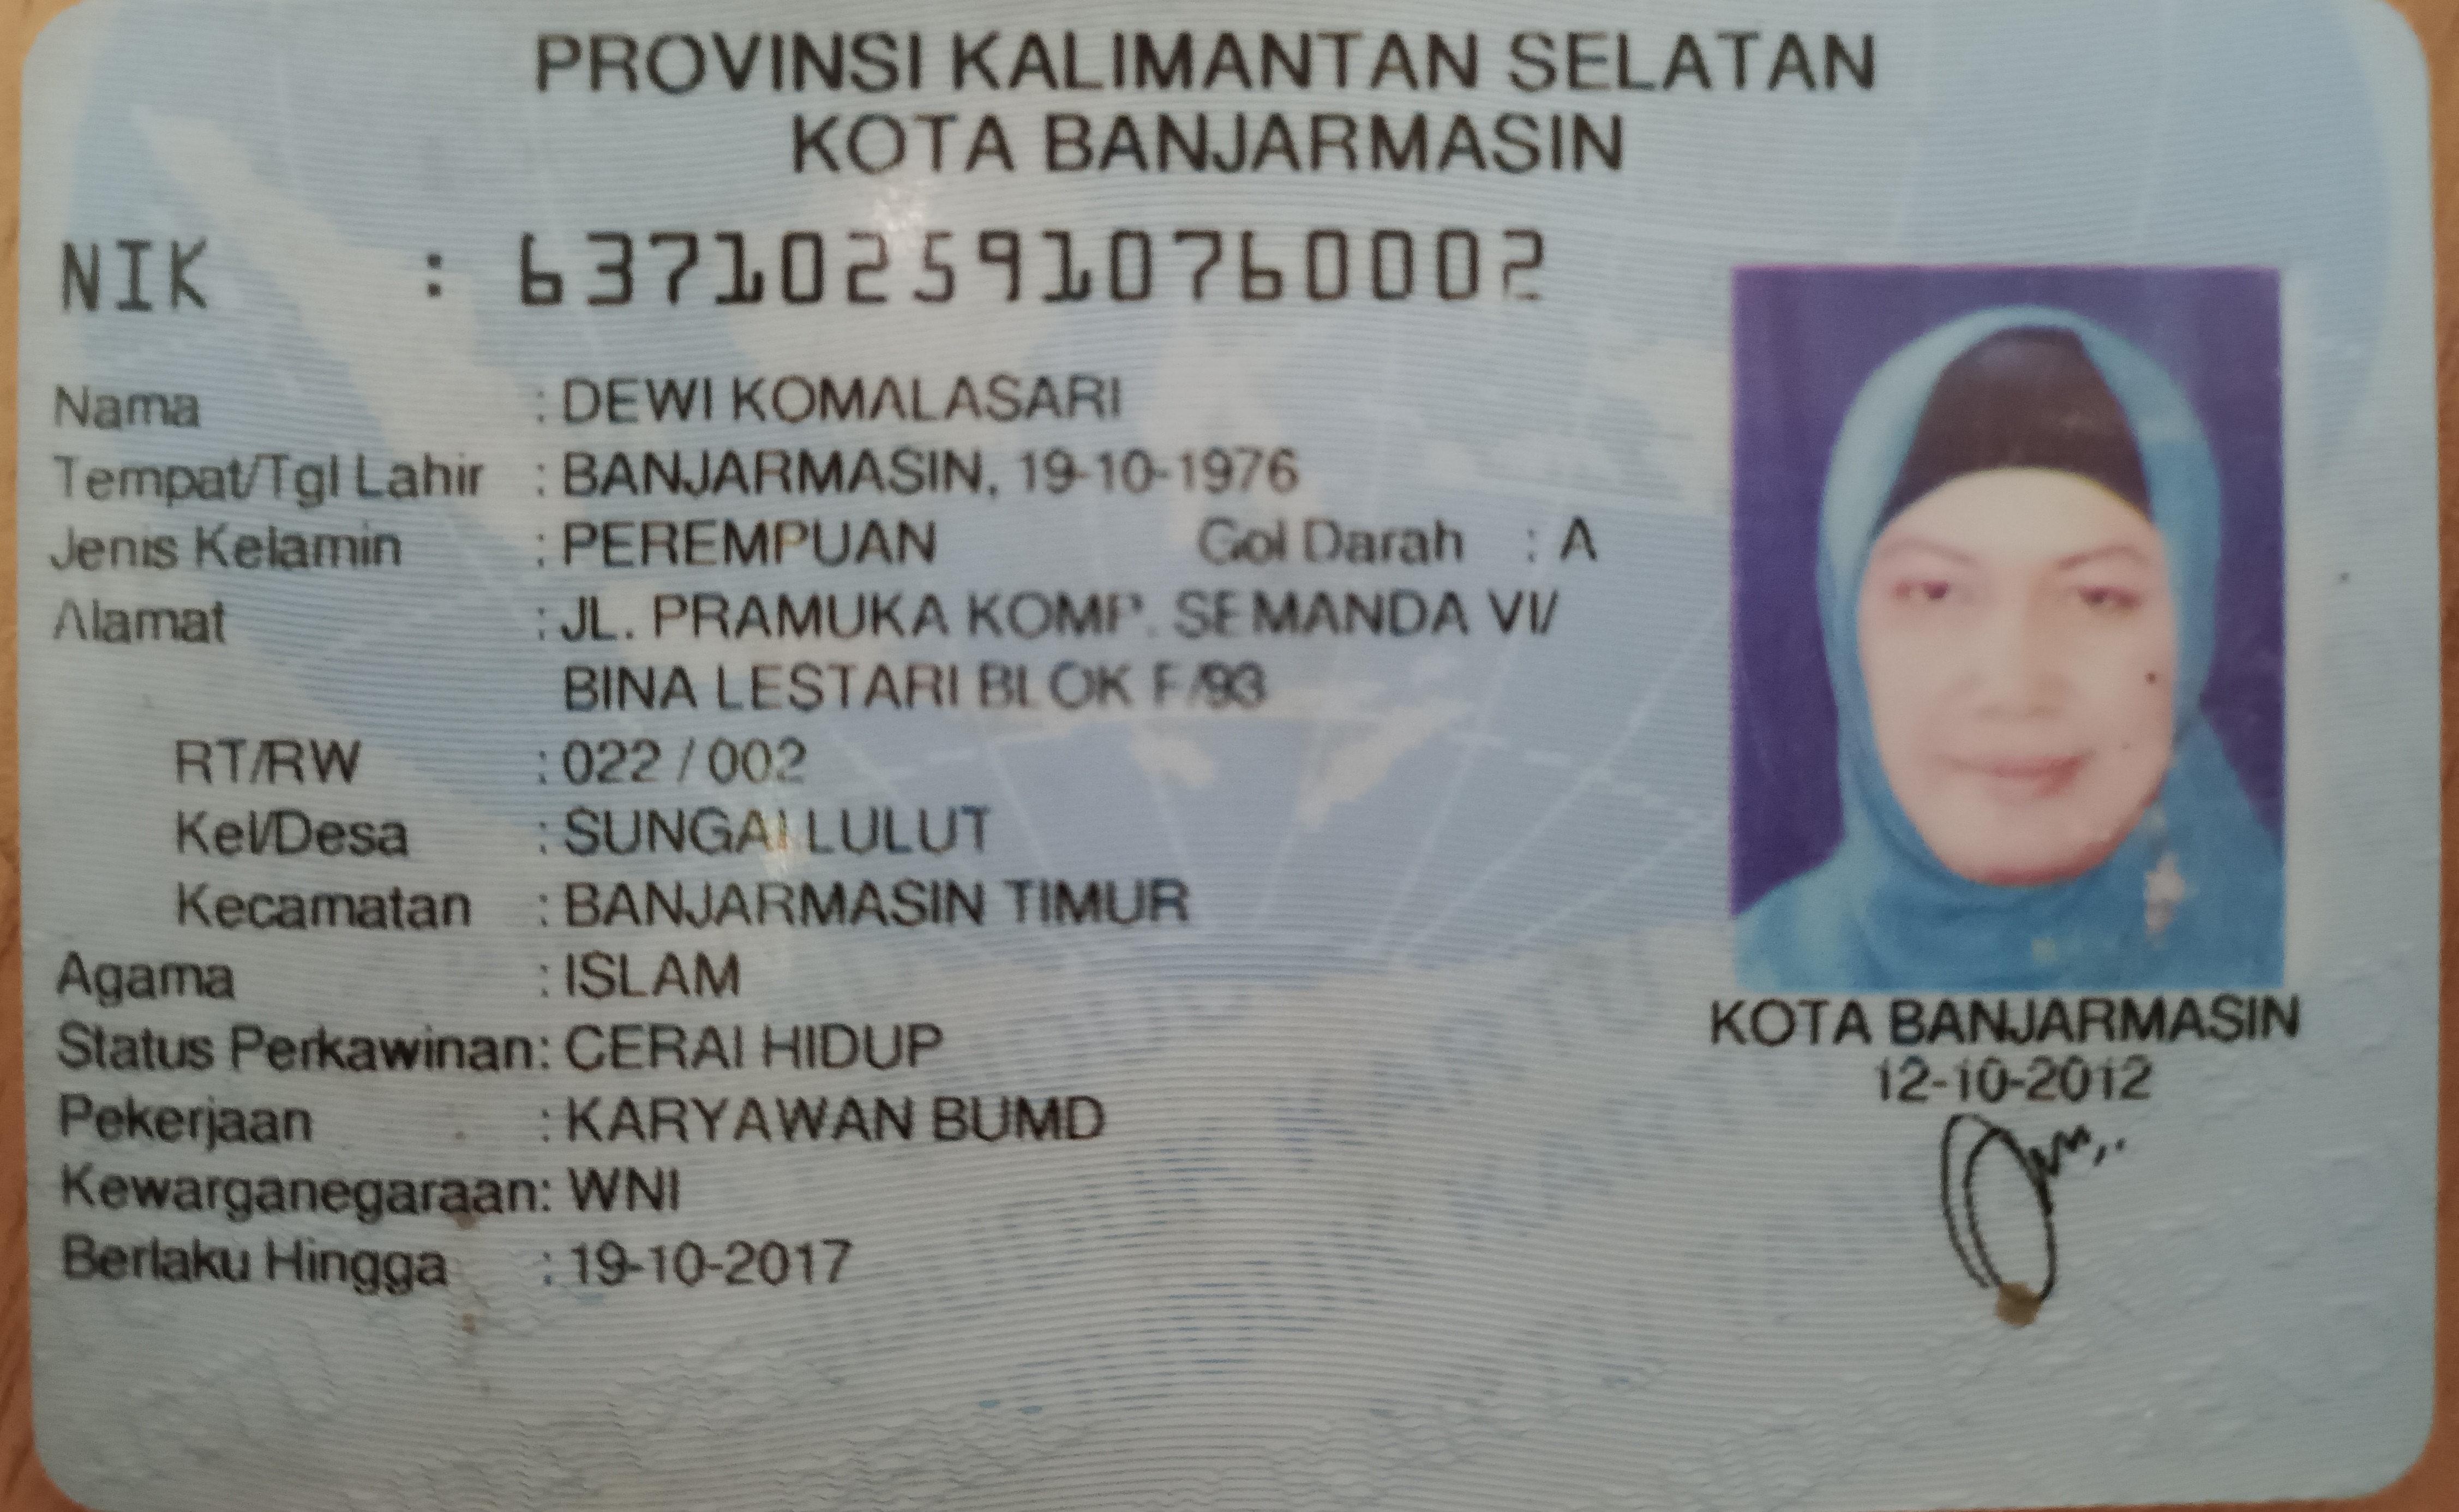 PROVINSI KALIMANTAN SELATAN
KOTA BANJARMASIN
NIK : 6371025910760002
Nama : DEWI KOMALASARI
Tempat/Tgl Lahir : BANJARMASIN, 19-10-1976
Jenis Kelamin : PEREMPUAN Gol Darah : A
Alamat : JL. PRAMUKA KOMP. SEMANDA VI/
BINA LESTARI BLOK F/93
RT/RW : 022 / 002
Kel/Desa : SUNGAI LULUT
Kecamatan : BANJARMASIN TIMUR
Agama : ISLAM
Status Perkawinan: CERAI HIDUP
Pekerjaan : KARYAWAN BUMD
Kewarganegaraan: WNI
Berlaku Hingga : 19-10-2017
KOTA BANJARMASIN
12-10-2012